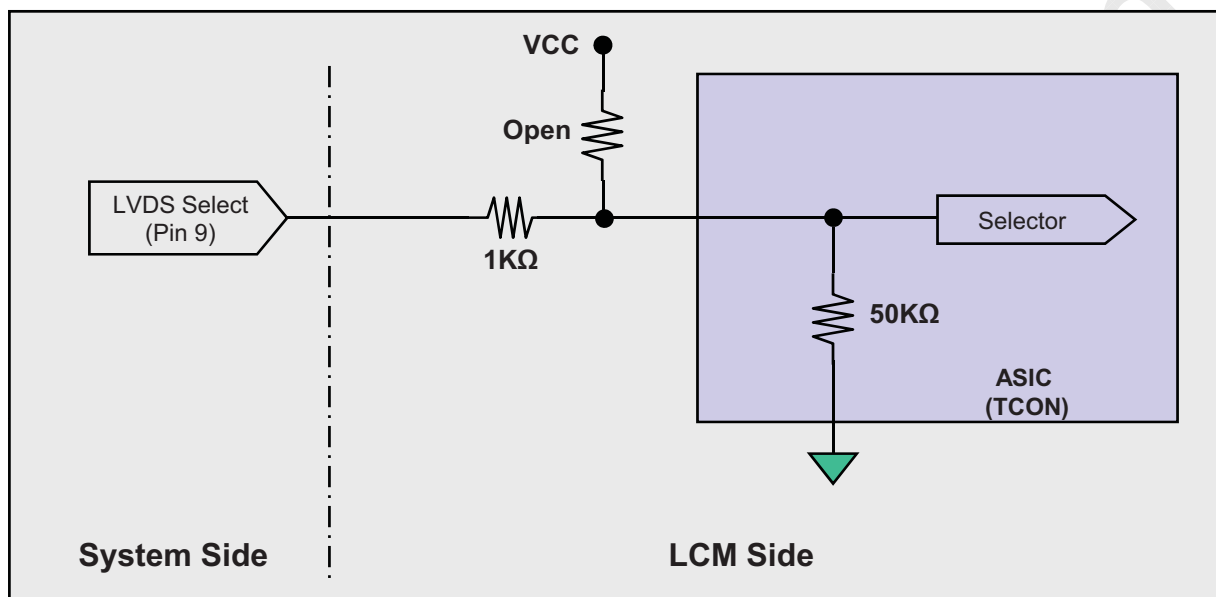 VCC
Open
LVDS Select
(Pin 9)
1KΩ
Selector
50KΩ
ASIC
(TCON)
System Side
LCM Side